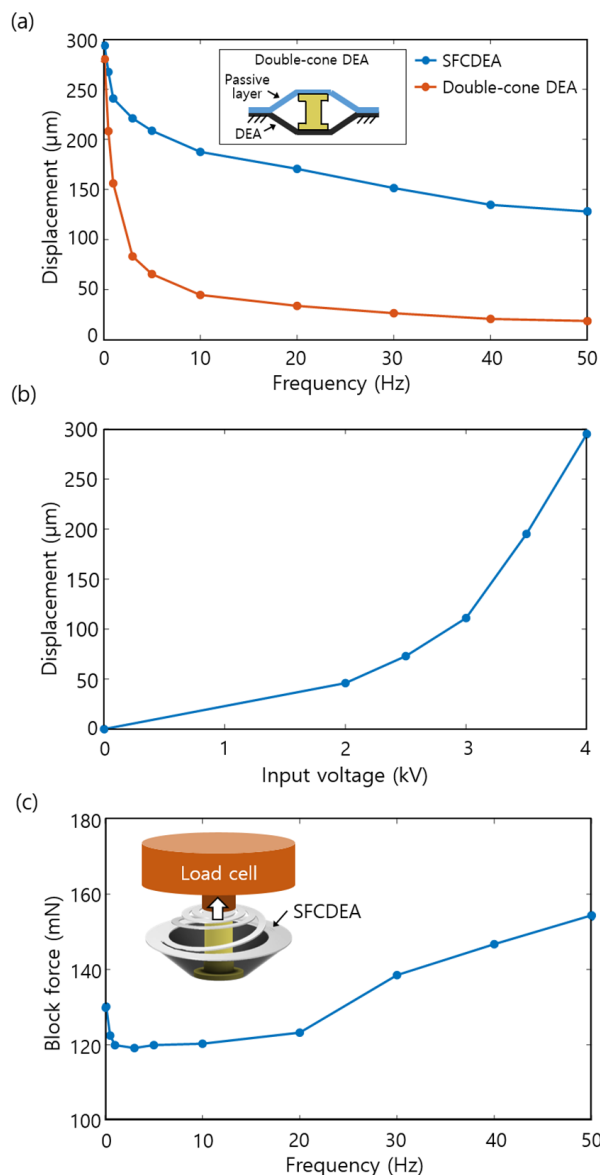 (a)
300
250
200
150
100
50
0
Displacement (µm)
Double-cone DEA
Passive
layer
DEA
SFCDEA
Double-cone DEA
0 10 20 30 40 50
Frequency (Hz)
(b)
300
250
200
150
100
50
0
Displacement (µm)
0 1 2 3 4
Input voltage (kV)
(c)
180
160
140
120
100
Block force (mN)
Load cell
SFCDEA
0 10 20 30 40 50
Frequency (Hz)